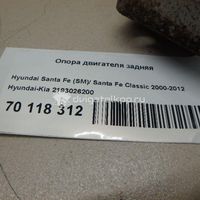 Опора двигателя задняя
Hyundai Santa Fe (SM)/ Santa Fe Classic 2000-2012
Hyundai-Kia 2193026200
70 118 312